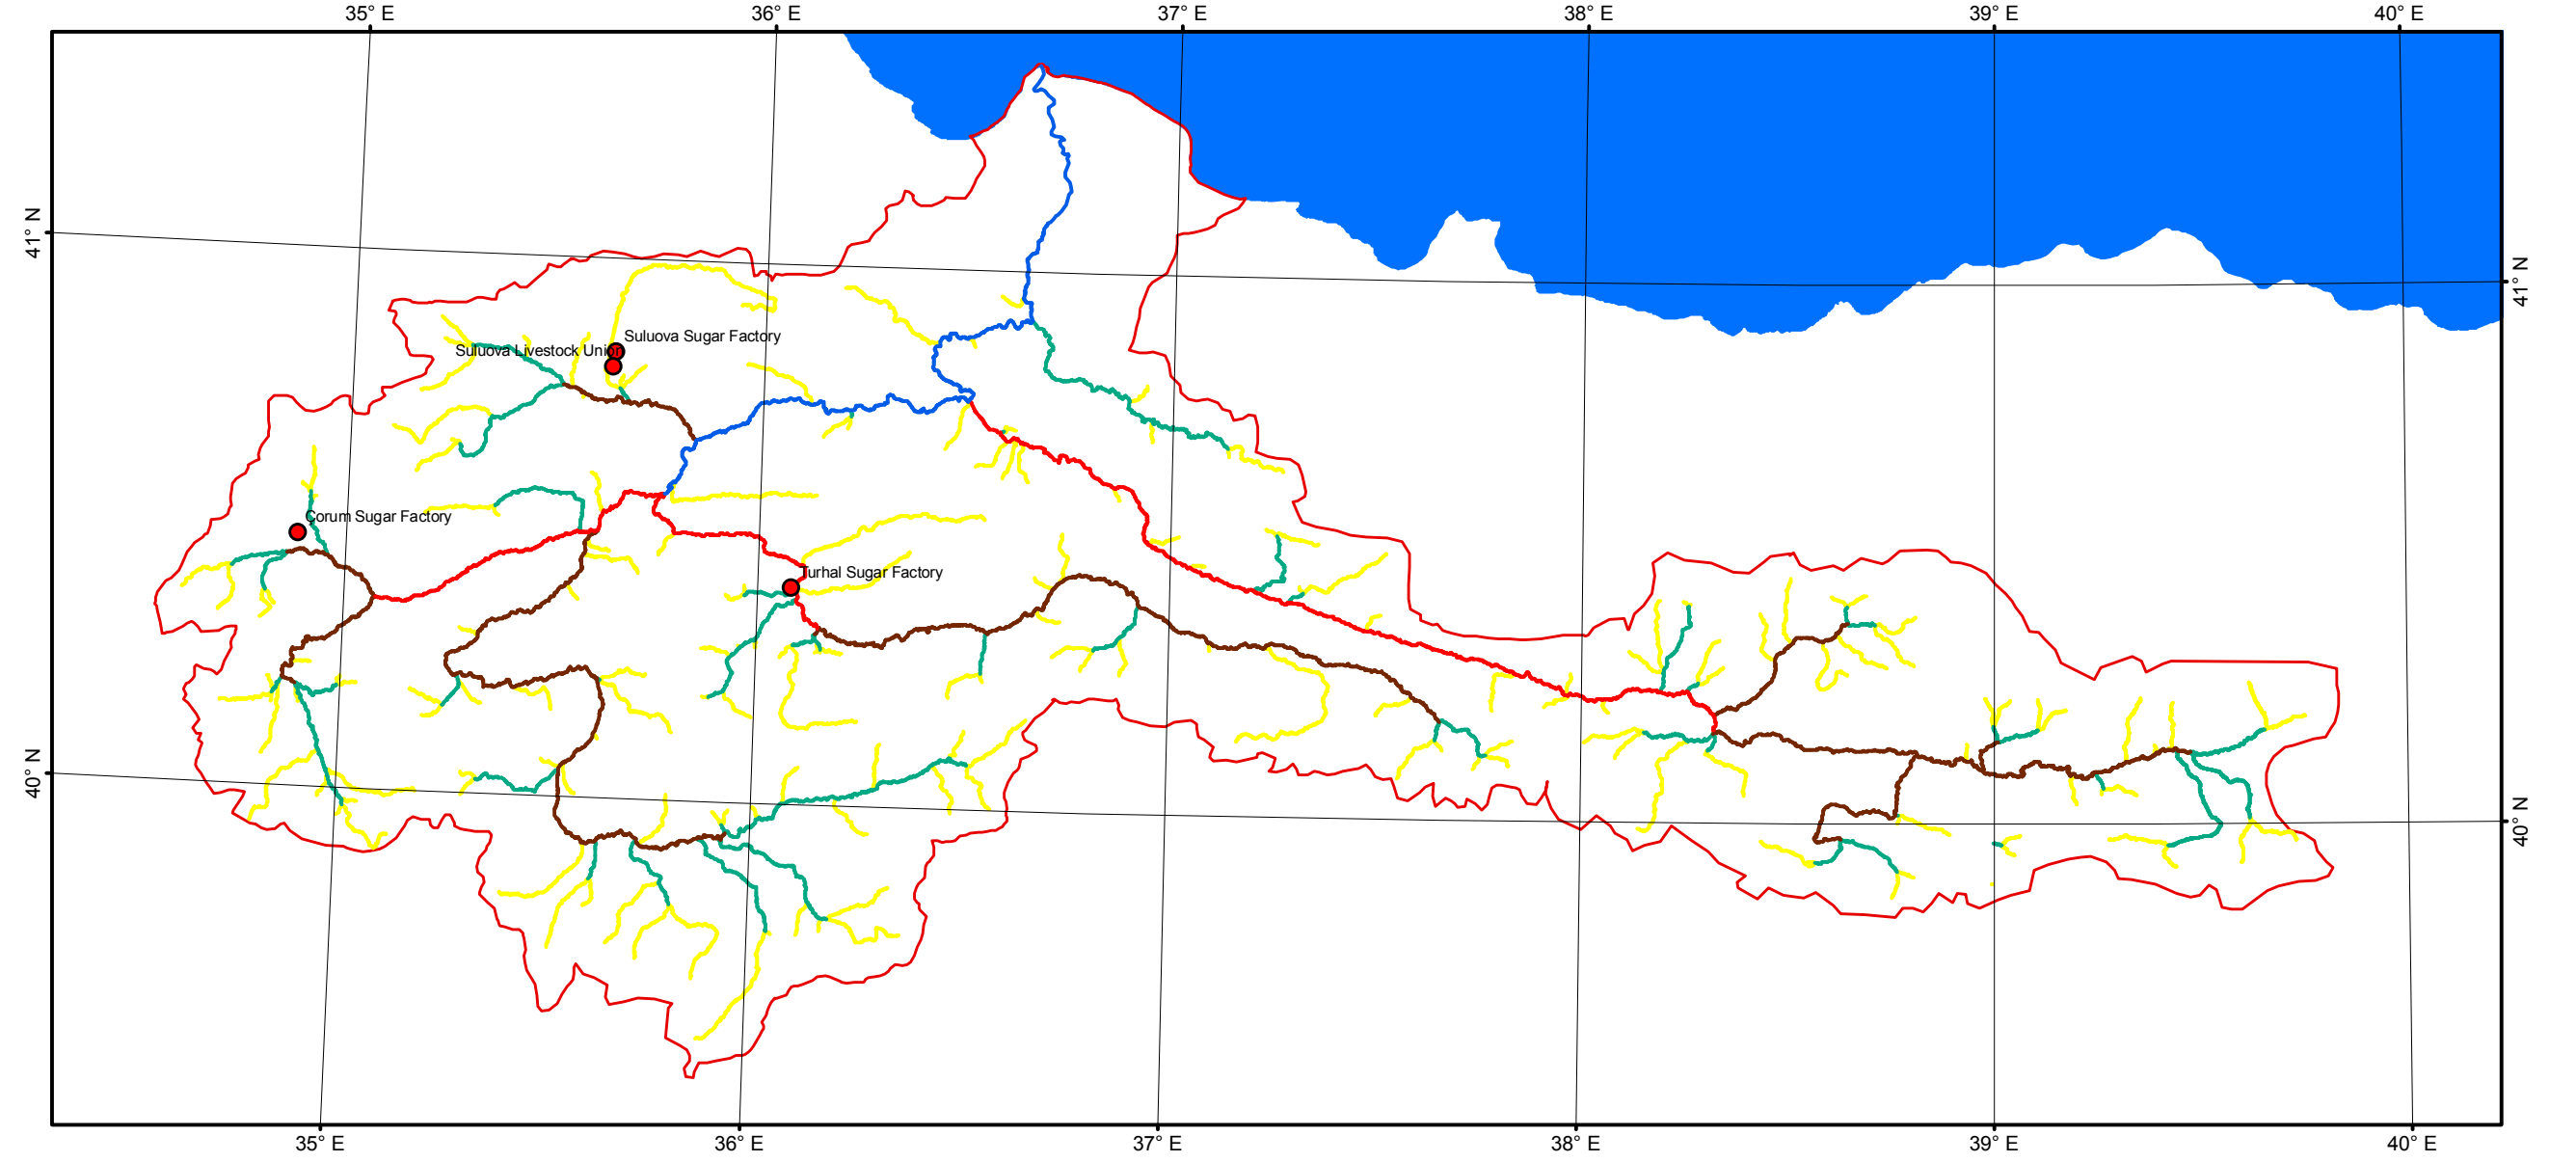 35° E
36° E
37° E
38° E
39° E
40° E
41° N
41° N
Suluova Sugar Factory
Suluova Livestock Union
Çorum Sugar Factory
Turhal Sugar Factory
40° N
40° N
35° E
36° E
37° E
38° E
39° E
40° E